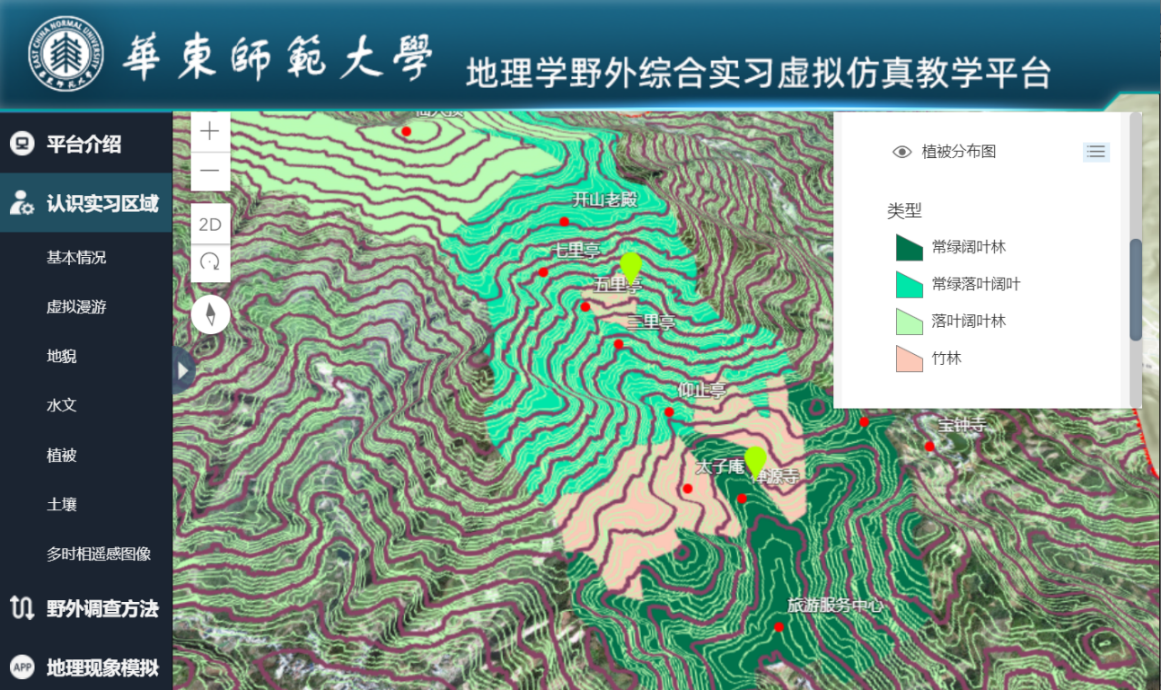 EAST CHINA NORMAL UNIVERSITY
華東師範大學
地理学野外综合实习虚拟仿真教学平台
平台介绍
认识实习区域
基本情况
虚拟漫游
地貌
水文
植被
土壤
多时相遥感图像
野外调查方法
APP
地理现象模拟
2D
开山老殿
七里亭
五里亭
三里亭
仰止亭
太子庵
禅源寺
宝钟寺
旅游服务中心
植被分布图
类型
常绿阔叶林
常绿落叶阔叶
落叶阔叶林
竹林